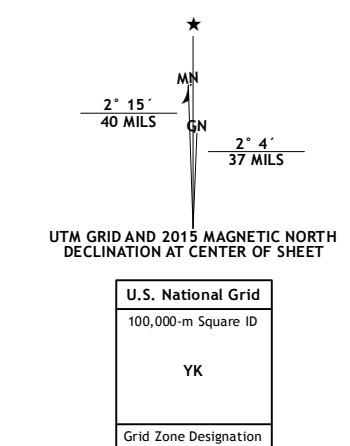 ★
MN
2° 15´
40 MILS
GN
2° 4´
37 MILS
UTM GRID AND 2015 MAGNETIC NORTH
DECLINATION AT CENTER OF SHEET
U.S. National Grid
100,000-m Square ID
YK
Grid Zone Designation